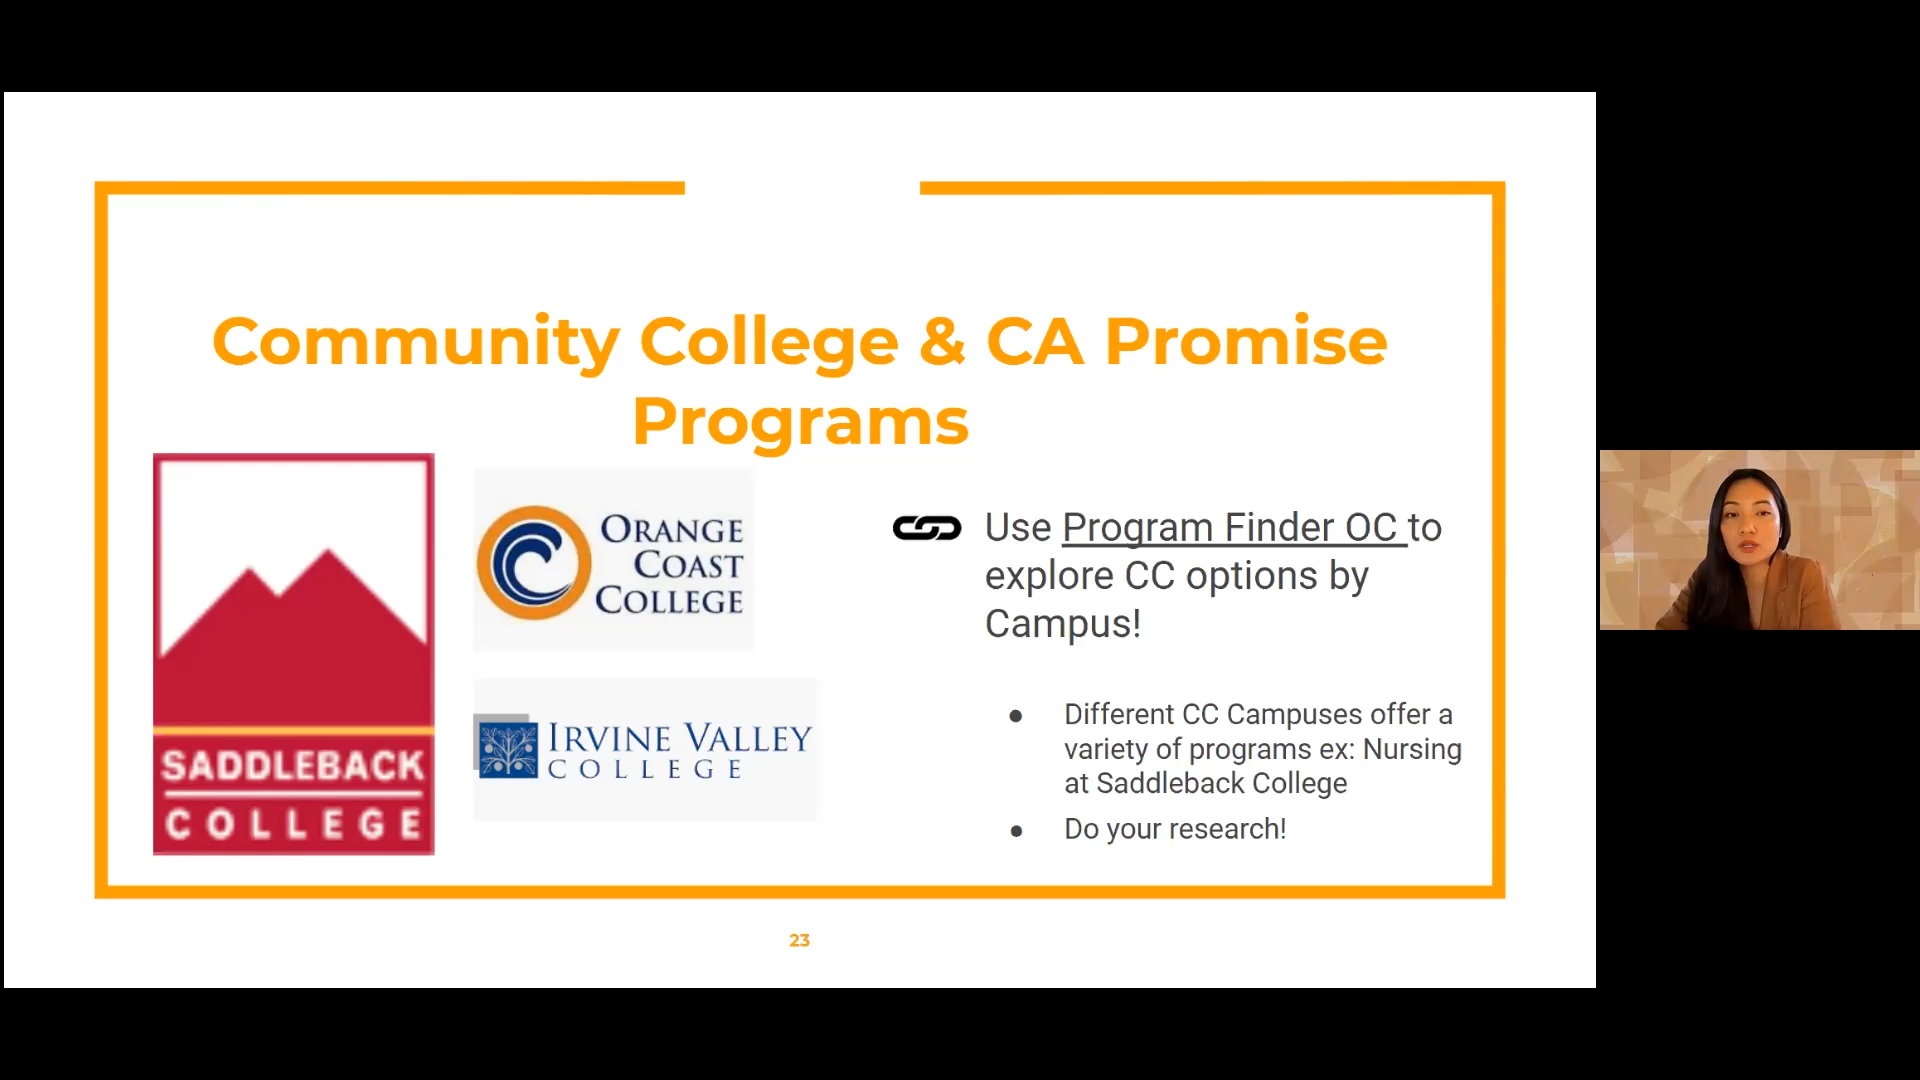 Community College & CA Promise
Programs
SADDLEBACK
COLLEGE
ORANGE
COAST
COLLEGE
IRVINE VALLEY
COLLEGE
Use Program Finder OC to
explore CC options by
Campus!
● Different CC Campuses offer a
variety of programs ex: Nursing
at Saddleback College
● Do your research!
23